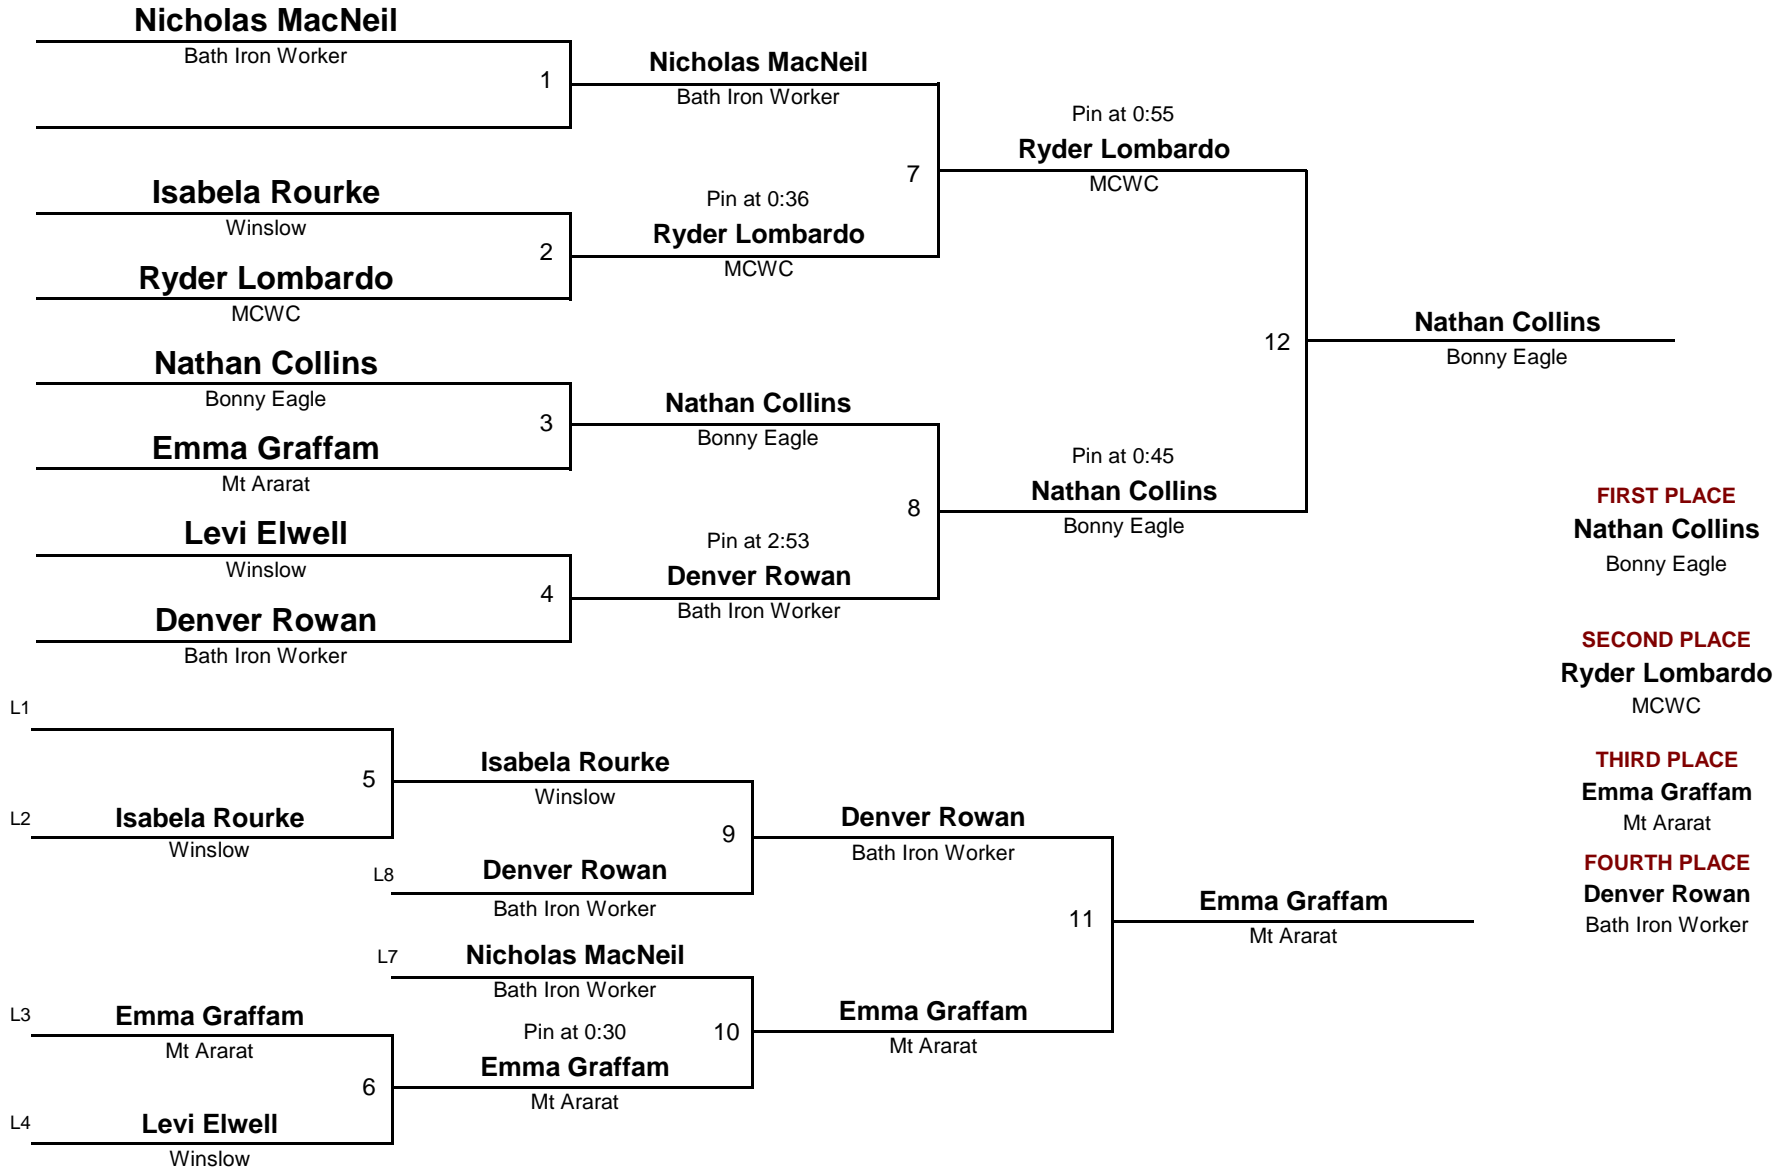 Nicholas MacNeil
Bath Iron Worker
1
Nicholas MacNeil
Bath Iron Worker
Isabela Rourke
Winslow
2
Ryder Lombardo
MCWC
Pin at 0:36
Ryder Lombardo
MCWC
7
Pin at 0:55
Ryder Lombardo
MCWC
Nathan Collins
Bonny Eagle
3
Emma Graffam
Mt Ararat
Nathan Collins
Bonny Eagle
Levi Elwell
Winslow
4
Denver Rowan
Bath Iron Worker
Pin at 2:53
Denver Rowan
Bath Iron Worker
8
Pin at 0:45
Nathan Collins
Bonny Eagle
12
Nathan Collins
Bonny Eagle
FIRST PLACE
Nathan Collins
Bonny Eagle
SECOND PLACE
Ryder Lombardo
MCWC
THIRD PLACE
Emma Graffam
Mt Ararat
FOURTH PLACE
Denver Rowan
Bath Iron Worker
L1
5
L2
Isabela Rourke
Winslow
Isabela Rourke
Winslow
9
L8
Denver Rowan
Bath Iron Worker
Denver Rowan
Bath Iron Worker
L7
Nicholas MacNeil
Bath Iron Worker
L3
Emma Graffam
Mt Ararat
6
L4
Levi Elwell
Winslow
Pin at 0:30
Emma Graffam
Mt Ararat
10
Emma Graffam
Mt Ararat
11
Emma Graffam
Mt Ararat